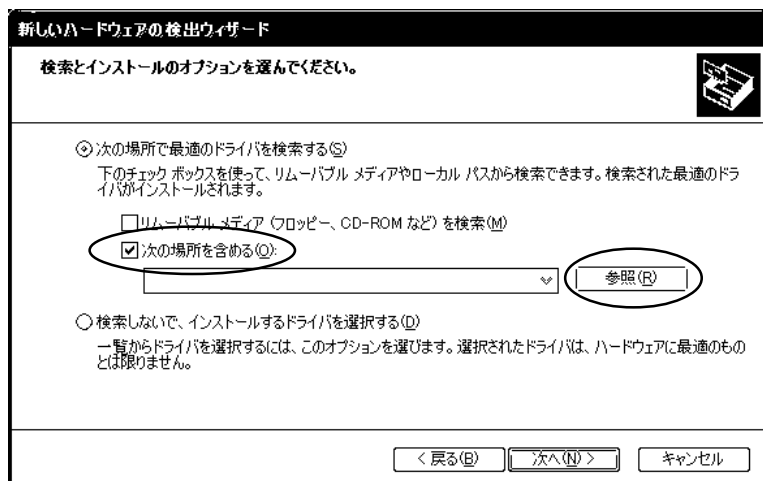 新しいハードウェアの検出ウィザード
検索とインストールのオプションを選んでください。
次の場所で最適のドライバを検索する(S)
下のチェック ボックスを使って、リムーバブル メディアやローカル パスから検索できます。検索された最適のドラ
イバがインストールされます。
リムーバブル メディア (フロッピー、CD-ROM など) を検索(M)
次の場所を含める(O):
参照(R)
検索しないで、インストールするドライバを選択する(D)
一覧からドライバを選択するには、このオプションを選びます。選択されたドライバは、ハードウェアに最適のもの
とは限りません。
< 戻る(B) 次へ(N) > キャンセル